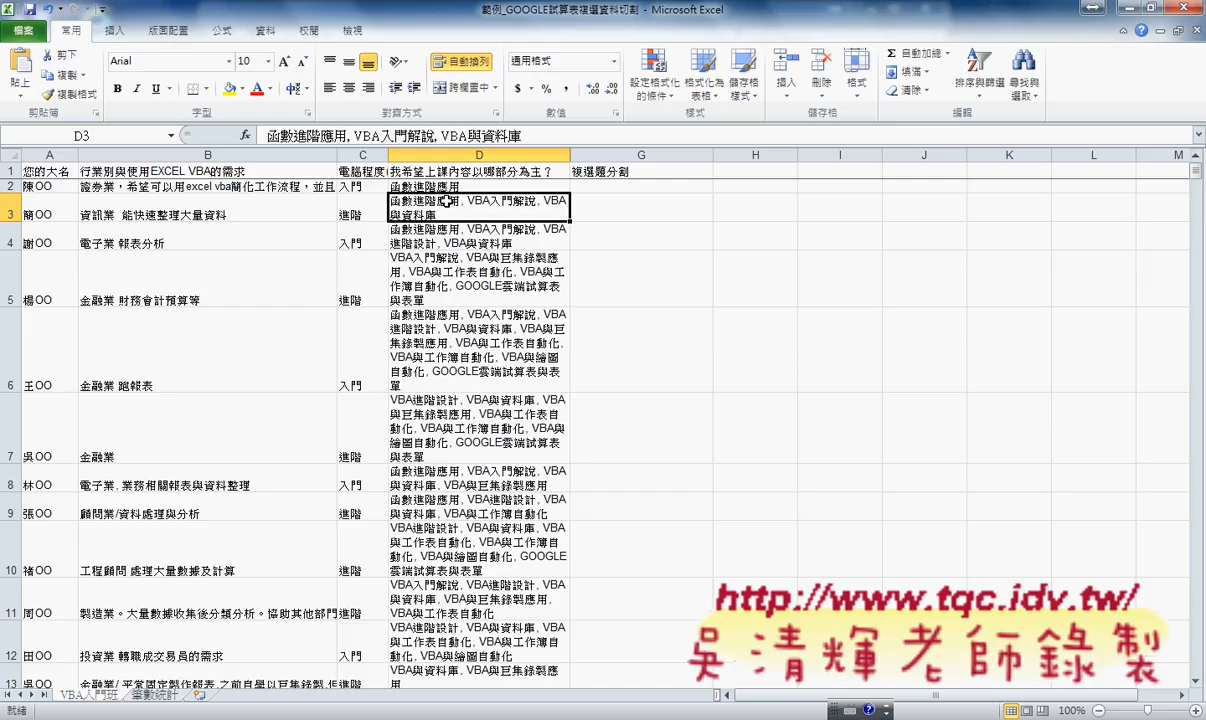 範例_GOOGLE試算表複選資料切割 - Microsoft Excel
檔案 常用 插入 版面配置 公式 資料 校閱 檢視
剪下
複製
複製格式
貼上
剪貼簿
Arial 10
B I U A
字型
自動換列
跨欄置中
對齊方式
通用格式
$ % ,
數值
設定格式化的條件
格式化為表格
儲存格樣式
樣式
插入 刪除 格式
儲存格
Σ 自動加總
填滿
清除
排序與篩選
尋找與選取
編輯
D3 fx 函數進階應用, VBA入門解說, VBA與資料庫
A B C D G H I J K L M
1 您的大名 行業別與使用EXCEL VBA的需求 電腦程度 我希望上課內容以哪部分為主? 複選題分割
2 陳OO 證券業，希望可以用excel vba簡化工作流程，並且 入門 函數進階應用
3 簡OO 資訊業 能快速整理大量資料 進階 函數進階應用, VBA入門解說, VBA
與資料庫
4 謝OO 電子業 報表分析 入門 函數進階應用, VBA入門解說, VBA
進階設計, VBA與資料庫
5 楊OO 金融業 財務會計預算等 進階 VBA入門解說, VBA與巨集錄製應
用, VBA與工作表自動化, VBA與工
作簿自動化, GOOGLE雲端試算表
與表單
6 王OO 金融業 跑報表 入門 函數進階應用, VBA入門解說, VBA
進階設計, VBA與資料庫, VBA與巨
集錄製應用, VBA與工作表自動化,
VBA與工作簿自動化, VBA與繪圖
自動化, GOOGLE雲端試算表與表
單
7 吳OO 金融業 進階 VBA進階設計, VBA與資料庫, VBA
與巨集錄製應用, VBA與工作表自
動化, VBA與工作簿自動化, VBA與
繪圖自動化, GOOGLE雲端試算表
與表單
8 林OO 電子業, 業務相關報表與資料整理 入門 函數進階應用, VBA入門解說, VBA
與資料庫, VBA與巨集錄製應用
9 張OO 顧問業/資料處理與分析 進階 函數進階應用, VBA進階設計, VBA
與資料庫, VBA與工作簿自動化
10 褚OO 工程顧問 處理大量數據及計算 進階 VBA進階設計, VBA與資料庫, VBA
與工作表自動化, VBA與工作簿自
動化, VBA與繪圖自動化, GOOGLE
雲端試算表與表單
11 周OO 製造業。大量數據收集後分類分析。協助其他部門 進階 VBA入門解說, VBA進階設計, VBA
與資料庫, VBA與巨集錄製應用,
VBA與工作表自動化
12 田OO 投資業 轉職成交易員的需求 入門 VBA進階設計, VBA與資料庫, VBA
與工作表自動化, VBA與工作簿自
動化, VBA與繪圖自動化
13 吳OO VBA與資料庫, VBA與巨集錄製應
用
http://www.tqc.idv.tw/
吳清輝老師錄製
VBA入門班 筆數統計
就緒 100%